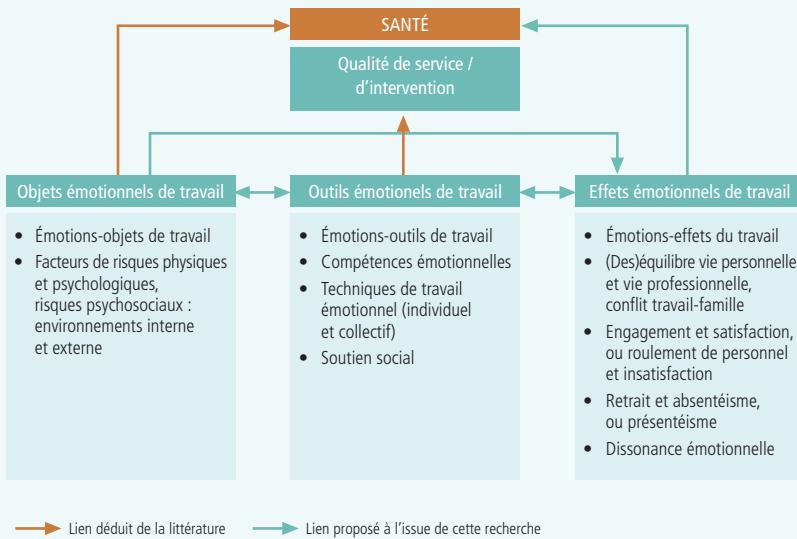 SANTÉ
Qualité de service /
d’intervention
Objets émotionnels de travail
• Émotions-objets de travail
• Facteurs de risques physiques
et psychologiques,
risques psychosociaux :
environnements interne
et externe
Outils émotionels de travail
• Émotions-outils de travail
• Compétences émotionnelles
• Techniques de travail
émotionnel (individuel
et collectif)
• Soutien social
Effets émotionnels de travail
• Émotions-effets du travail
• (Des)équilibre vie personnelle
et vie professionnelle,
conflit travail-famille
• Engagement et satisfaction,
ou roulement de personnel
et insatisfaction
• Retrait et absentéisme,
ou présentéisme
• Dissonance émotionnelle
Lien déduit de la littérature
Lien proposé à l’issue de cette recherche